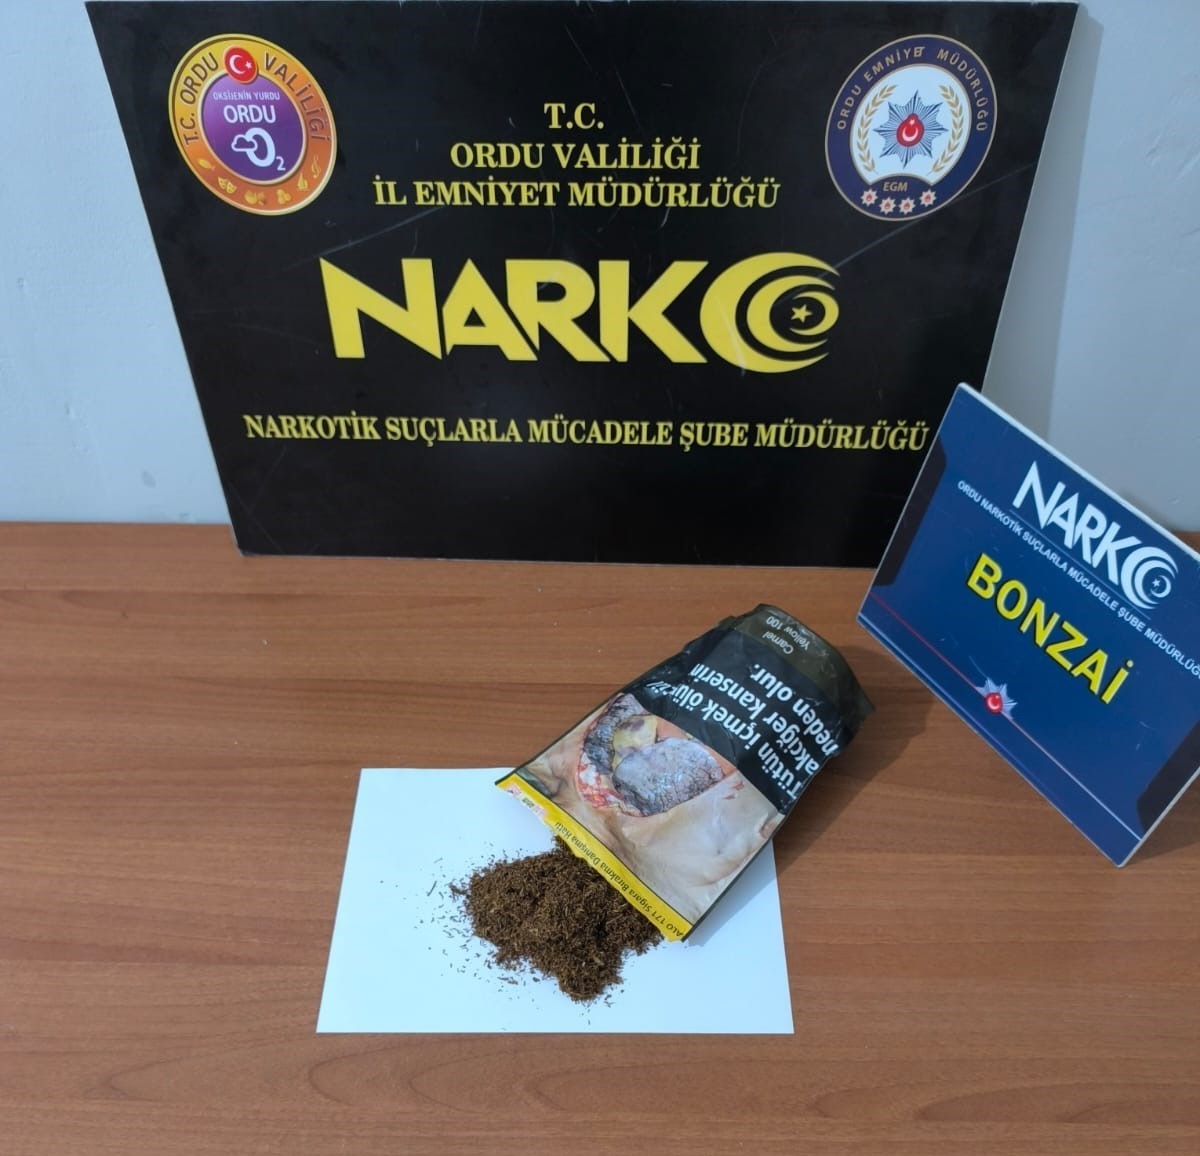 T.C. ORDU VALİLİĞİ
OKSİJENİN YURDU
ORDU
O2
ORDU EMNİYET MÜDÜRLÜĞÜ
EGM
T.C.
ORDU VALİLİĞİ
İL EMNİYET MÜDÜRLÜĞÜ
NARKO
NARKOTİK SUÇLARLA MÜCADELE ŞUBE MÜDÜRLÜĞÜ
NARKO
ORDU NARKOTİK SUÇLARLA MÜCADELE ŞUBE MÜDÜRLÜĞÜ
BONZAİ
Camel
Yellow 100
Tütün içmek
akciğer
neden olur.
ALO 171 Sigara Bırakma Danışma Hattı